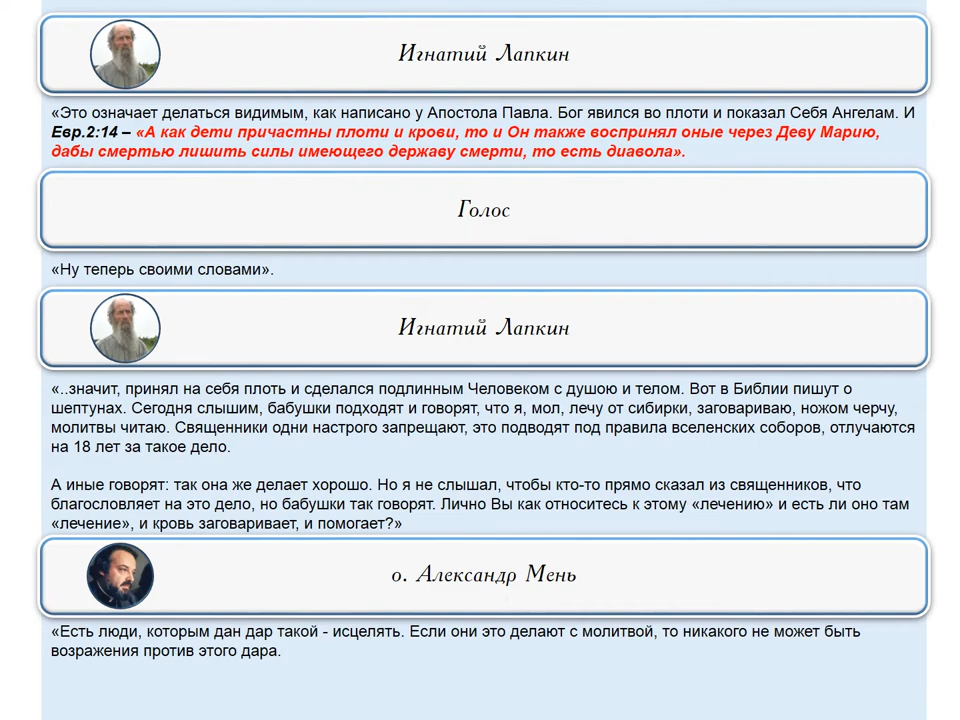 Игнатий Лапкин
«Это означает делаться видимым, как написано у Апостола Павла. Бог явился во плоти и показал Себя Ангелам. И
Евр.2:14 – «А как дети причастны плоти и крови, то и Он также воспринял оные через Деву Марию,
дабы смертью лишить силы имеющего державу смерти, то есть диавола».
Голос
«Ну теперь своими словами».
Игнатий Лапкин
«..значит, принял на себя плоть и сделался подлинным Человеком с душою и телом. Вот в Библии пишут о
шептунах. Сегодня слышим, бабушки подходят и говорят, что я, мол, лечу от сибирки, заговариваю, ножом черчу,
молитвы читаю. Священники одни настрого запрещают, это подводят под правила вселенских соборов, отлучаются
на 18 лет за такое дело.
А иные говорят: так она же делает хорошо. Но я не слышал, чтобы кто-то прямо сказал из священников, что
благословляет на это дело, но бабушки так говорят. Лично Вы как относитесь к этому «лечению» и есть ли оно там
«лечение», и кровь заговаривает, и помогает?»
о. Александр Мень
«Есть люди, которым дан дар такой - исцелять. Если они это делают с молитвой, то никакого не может быть
возражения против этого дара.